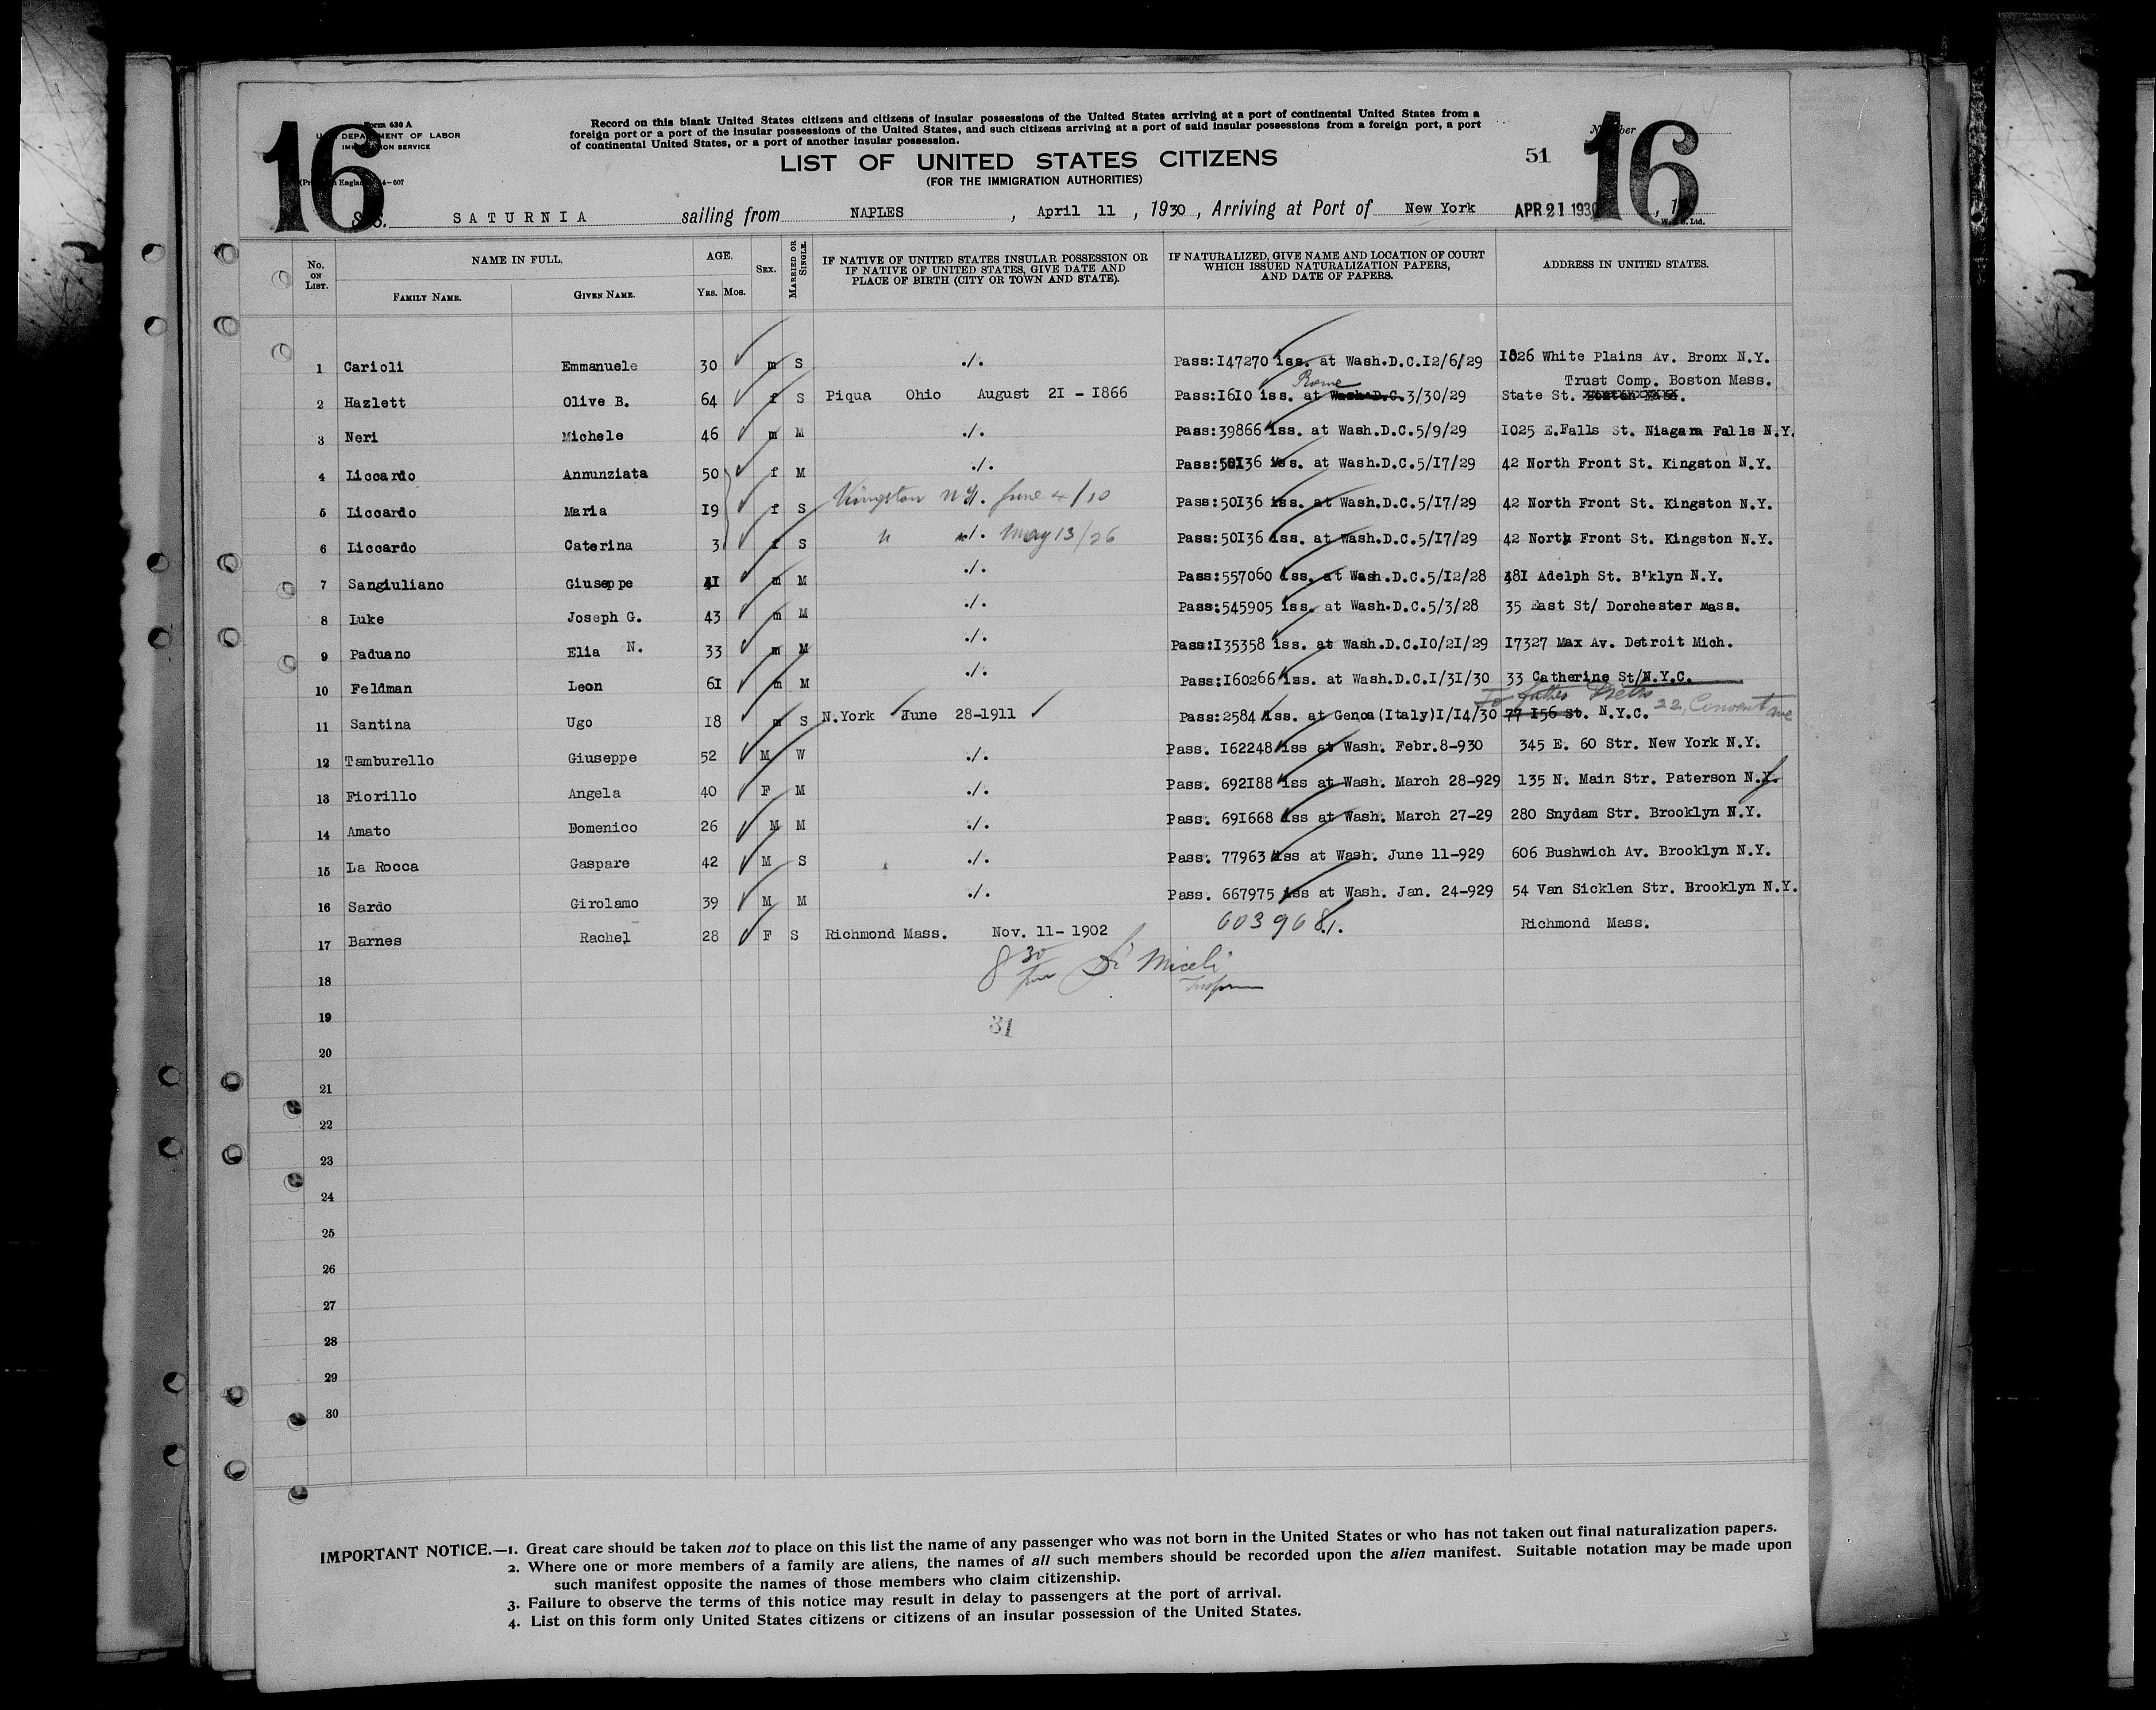 16
Form 630 A
U.S. DEPARTMENT OF LABOR
IMMIGRATION SERVICE
Record on this blank United States citizens and citizens of insular possessions of the United States arriving at a port of continental United States from a
foreign port or a port of the insular possessions of the United States, and such citizens arriving at a port of said insular possessions from a foreign port, a port
of continental United States, or a port of another insular possession.
LIST OF UNITED STATES CITIZENS
(FOR THE IMMIGRATION AUTHORITIES)
51
Number
16
S.S. SATURNIA sailing from NAPLES, April 11, 1930, Arriving at Port of New York APR 21 1930
No. on List. NAME IN FULL. AGE. Sex. Married or Single. IF NATIVE OF UNITED STATES INSULAR POSSESSION OR IF NATIVE OF UNITED STATES, GIVE DATE AND PLACE OF BIRTH (CITY OR TOWN AND STATE). IF NATURALIZED, GIVE NAME AND LOCATION OF COURT WHICH ISSUED NATURALIZATION PAPERS, AND DATE OF PAPERS. ADDRESS IN UNITED STATES.
Family Name. Given Name. Yrs. Mos.
1 Carioli Emmanuele 30 m S ./. Pass:147270 iss. at Wash.D.C.12/6/29 1826 White Plains Av. Bronx N.Y.
Rome Trust Comp. Boston Mass.
2 Hazlett Olive B. 64 f S Piqua Ohio August 21 - 1866 Pass:1610 iss. at Wash.D.C. 3/30/29 State St.
3 Neri Michele 46 m M ./. Pass:39866 iss. at Wash.D.C.5/9/29 1025 E.Falls St. Niagara Falls N.Y.
4 Liccardo Annunziata 50 f M ./. Pass:50136 iss. at Wash.D.C.5/17/29 42 North Front St. Kingston N.Y.
5 Liccardo Maria 19 f S Kingston N.Y. June 4/10 Pass:50136 iss. at Wash.D.C.5/17/29 42 North Front St. Kingston N.Y.
6 Liccardo Caterina 3 f S " ./. May 13/26 Pass:50136 iss. at Wash.D.C.5/17/29 42 North Front St. Kingston N.Y.
7 Sangiuliano Giuseppe 41 m M ./. Pass:557060 iss. at Wash.D.C.5/12/28 481 Adelph St. B'klyn N.Y.
8 Luke Joseph G. 43 m M ./. Pass:545905 iss. at Wash.D.C.5/3/28 35 East St/ Dorchester Mass.
9 Paduano Elia N. 33 m M ./. Pass:135358 iss. at Wash.D.C.10/21/29 17327 Max Av. Detroit Mich.
10 Feldman Leon 61 m M ./. Pass:160266 iss. at Wash.D.C.1/31/30 33 Catherine St/N.Y.C.
To father 22, Convent Ave
11 Santina Ugo 18 m S N.York June 28-1911 Pass:2584 iss. at Genoa(Italy)1/14/30 77 156 St. N.Y.C.
12 Tamburello Giuseppe 52 M W ./. Pass. 162248 iss at Wash. Febr.8-930 345 E. 60 Str. New York N.Y.
13 Fiorillo Angela 40 F M ./. Pass. 692188 iss at Wash. March 28-929 135 N. Main Str. Paterson N.J.
14 Amato Domenico 26 M M ./. Pass. 691668 iss at Wash. March 27-29 280 Snydam Str. Brooklyn N.Y.
15 La Rocca Gaspare 42 M S ./. Pass. 77963 iss at Wash. June 11-929 606 Bushwich Av. Brooklyn N.Y.
16 Sardo Girolamo 39 M M ./. Pass. 667975 iss at Wash. Jan. 24-929 54 Van Sicklen Str. Brooklyn N.Y.
17 Barnes Rachel 28 F S Richmond Mass. Nov. 11- 1902 603968 ./. Richmond Mass.
8 30 Di Miceli
18
19
31
20
21
22
23
24
25
26
27
28
29
30
IMPORTANT NOTICE.—1. Great care should be taken not to place on this list the name of any passenger who was not born in the United States or who has not taken out final naturalization papers.
2. Where one or more members of a family are aliens, the names of all such members should be recorded upon the alien manifest. Suitable notation may be made upon
such manifest opposite the names of those members who claim citizenship.
3. Failure to observe the terms of this notice may result in delay to passengers at the port of arrival.
4. List on this form only United States citizens or citizens of an insular possession of the United States.